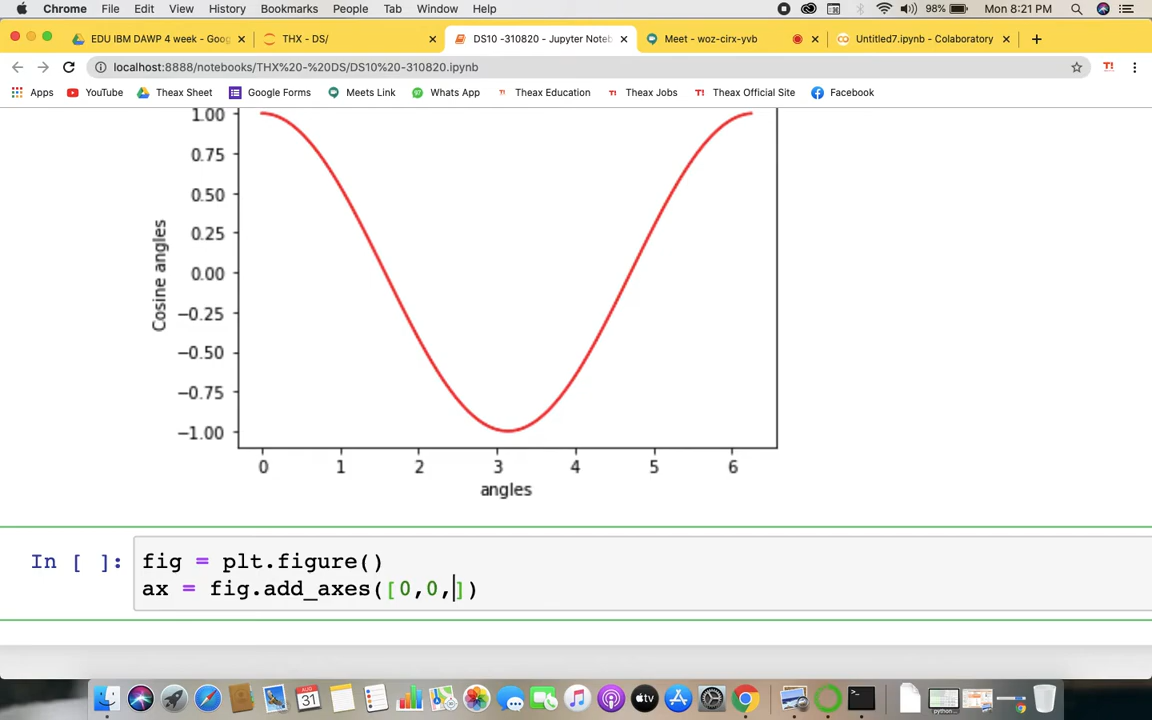 Chrome File Edit View History Bookmarks People Tab Window Help 98% Mon 8:21 PM
EDU IBM DAWP 4 week - Goog THX - DS/ DS10 -310820 - Jupyter Noteb Meet - woz-cirx-yvb Untitled7.ipynb - Colaboratory
localhost:8888/notebooks/THX%20-%20DS/DS10%20-310820.ipynb T!
Apps YouTube Theax Sheet Google Forms Meets Link Whats App Theax Education T! Theax Jobs T! Theax Official Site Facebook
1.00
0.75
0.50
0.25
0.00
−0.25
−0.50
−0.75
−1.00
Cosine angles
0 1 2 3 4 5 6
angles
In [ ]: fig = plt.figure()
ax = fig.add_axes([0,0,])
AUG 31 tv